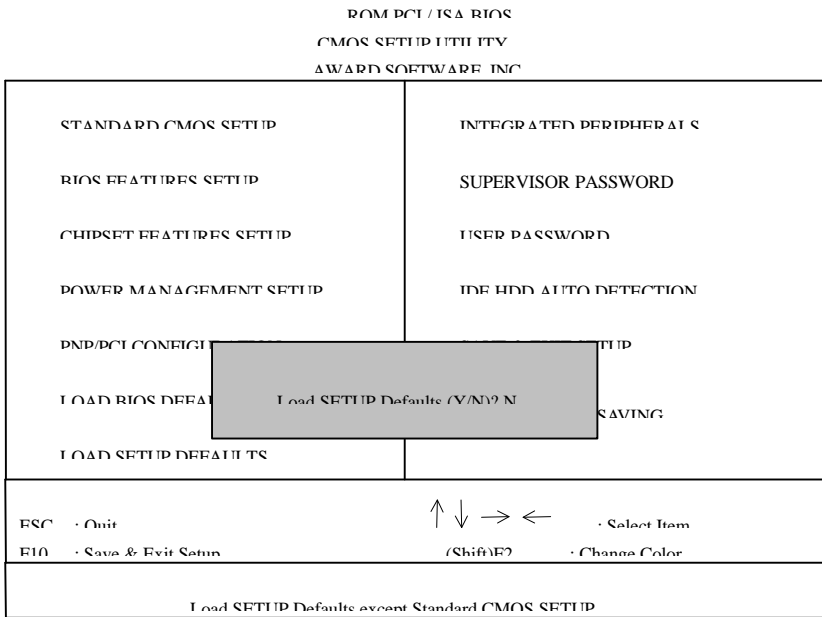 ROM PCI / ISA BIOS
CMOS SETUP UTILITY
AWARD SOFTWARE, INC
STANDARD CMOS SETUP
BIOS FEATURES SETUP
CHIPSET FEATURES SETUP
POWER MANAGEMENT SETUP
PNP/PCI CONFIGURATION
LOAD BIOS DEFA
LOAD SETUP DEFAULTS
INTEGRATED PERIPHERALS
SUPERVISOR PASSWORD
USER PASSWORD
IDE HDD AUTO DETECTION
SETUP
SAVING
Load SETUP Defaults (Y/N)? N
ESC : Quit ↑ ↓ → ← : Select Item
F10 : Save & Exit Setup (Shift)F2 : Change Color
Load SETUP Defaults except Standard CMOS SETUP